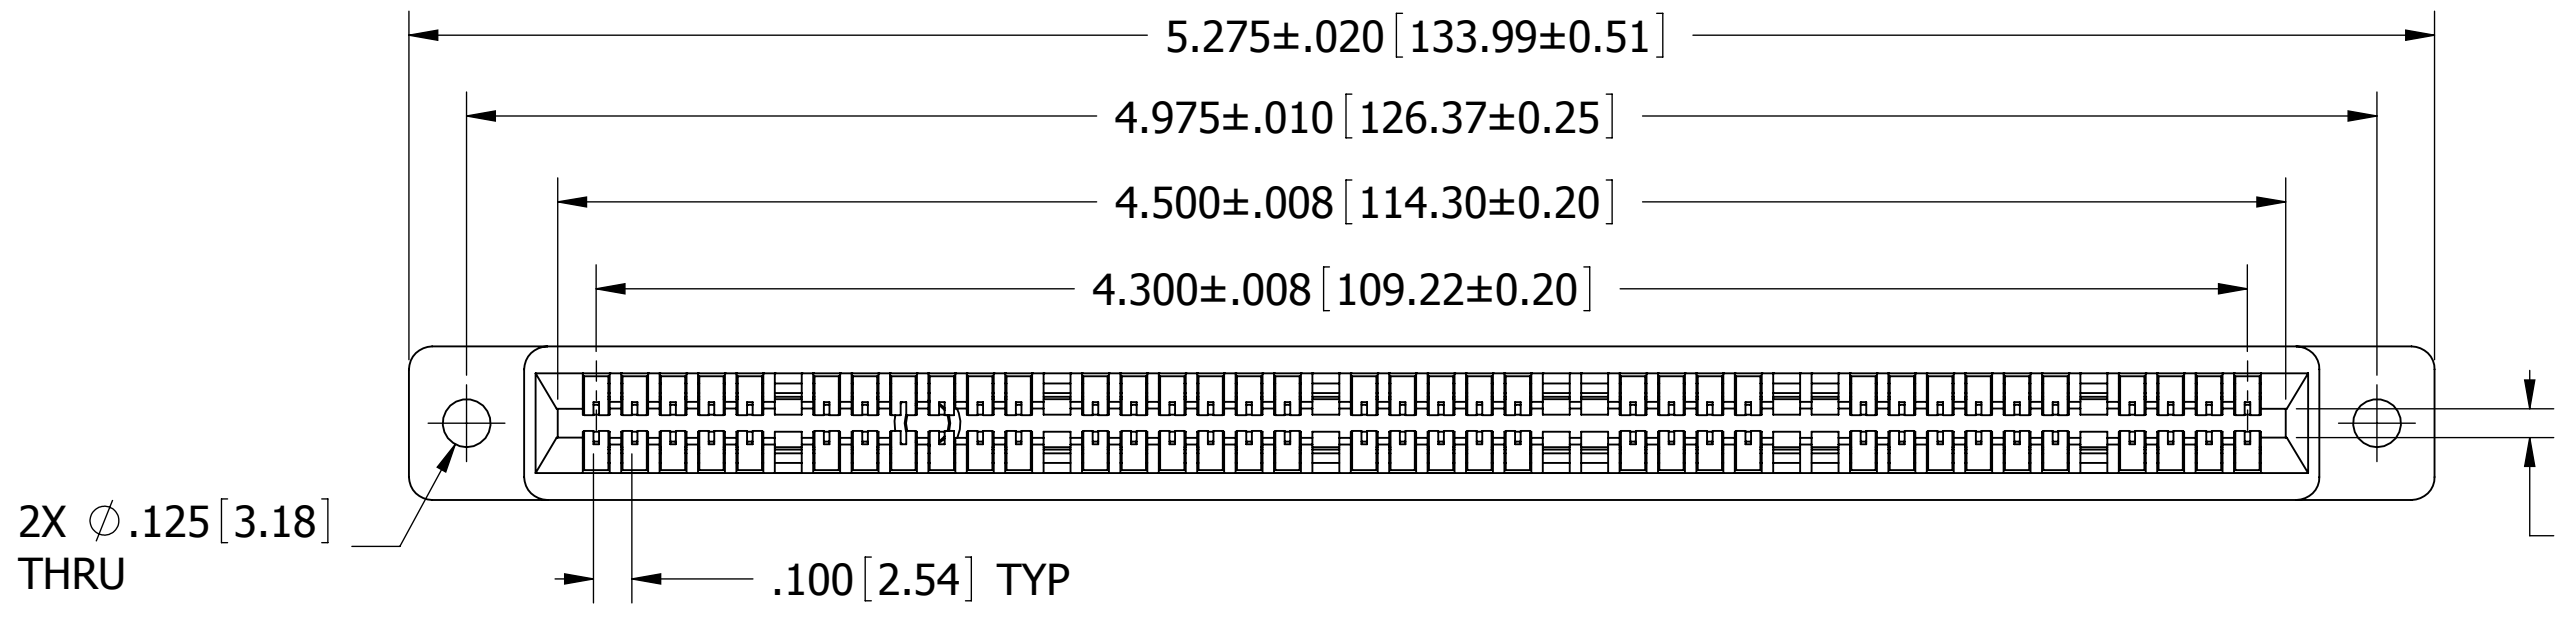 5.275±.020[133.99±0.51]
4.975±.010[126.37±0.25]
4.500±.008[114.30±0.20]
4.300±.008[109.22±0.20]
2X ∅.125[3.18]
THRU
.100[2.54] TYP